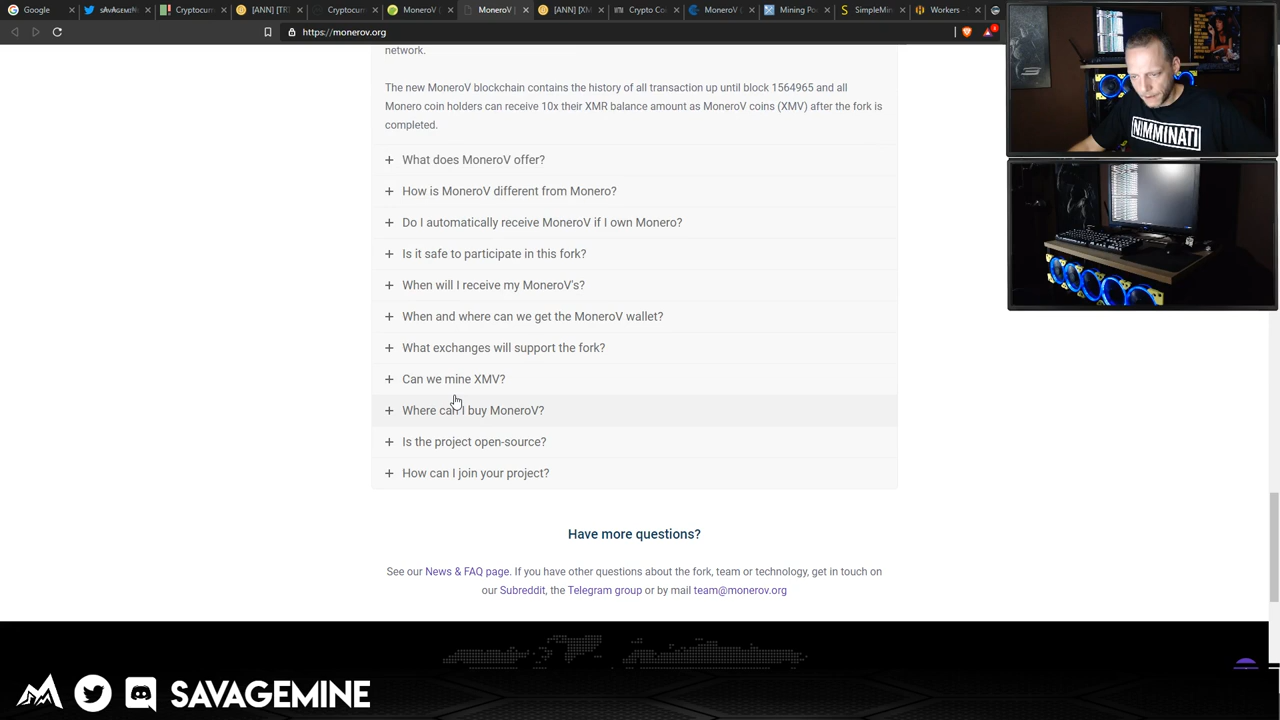 Google
Cryptocum
[ANN] [TR
Cryptocum
MoneroV (
MoneroV |
[ANN] [XM
Crypto Co
MoneroV (
Mining Po
SimpleMin
Workers -
https://monerov.org
network.
The new MoneroV blockchain contains the history of all transaction up until block 1564965 and all
Monero coin holders can receive 10x their XMR balance amount as MoneroV coins (XMV) after the fork is
completed.
+ What does MoneroV offer?
+ How is MoneroV different from Monero?
+ Do I automatically receive MoneroV if I own Monero?
+ Is it safe to participate in this fork?
+ When will I receive my MoneroV's?
+ When and where can we get the MoneroV wallet?
+ What exchanges will support the fork?
+ Can we mine XMV?
+ Where can I buy MoneroV?
+ Is the project open-source?
+ How can I join your project?
Have more questions?
See our News & FAQ page. If you have other questions about the fork, team or technology, get in touch on
our Subreddit, the Telegram group or by mail team@monerov.org
NIMMINATI
SAVAGEMINE